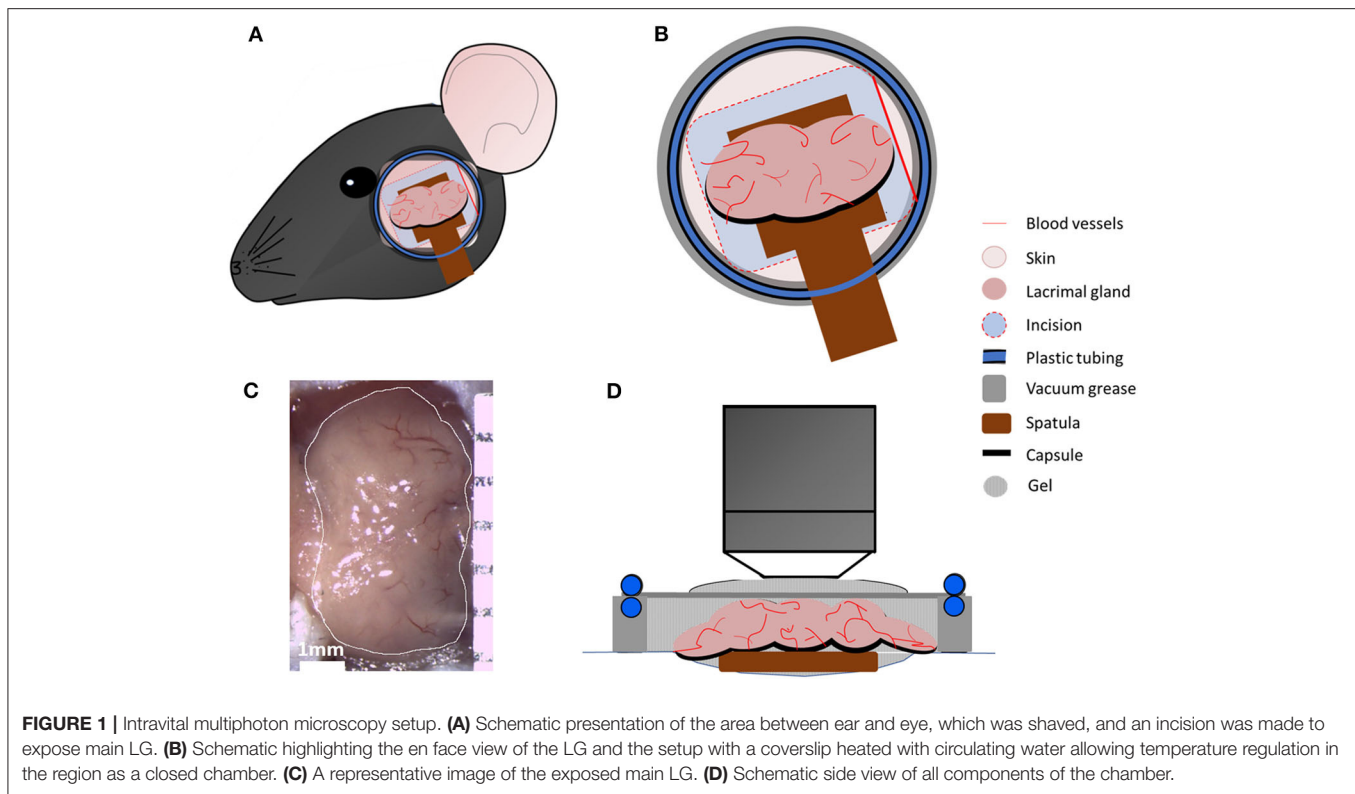 A
B
Blood vessels
Skin
Lacrimal gland
Incision
Plastic tubing
Vacuum grease
Spatula
Capsule
Gel
C
1mm
D
FIGURE 1 | Intravital multiphoton microscopy setup. (A) Schematic presentation of the area between ear and eye, which was shaved, and an incision was made to
expose main LG. (B) Schematic highlighting the en face view of the LG and the setup with a coverslip heated with circulating water allowing temperature regulation in
the region as a closed chamber. (C) A representative image of the exposed main LG. (D) Schematic side view of all components of the chamber.